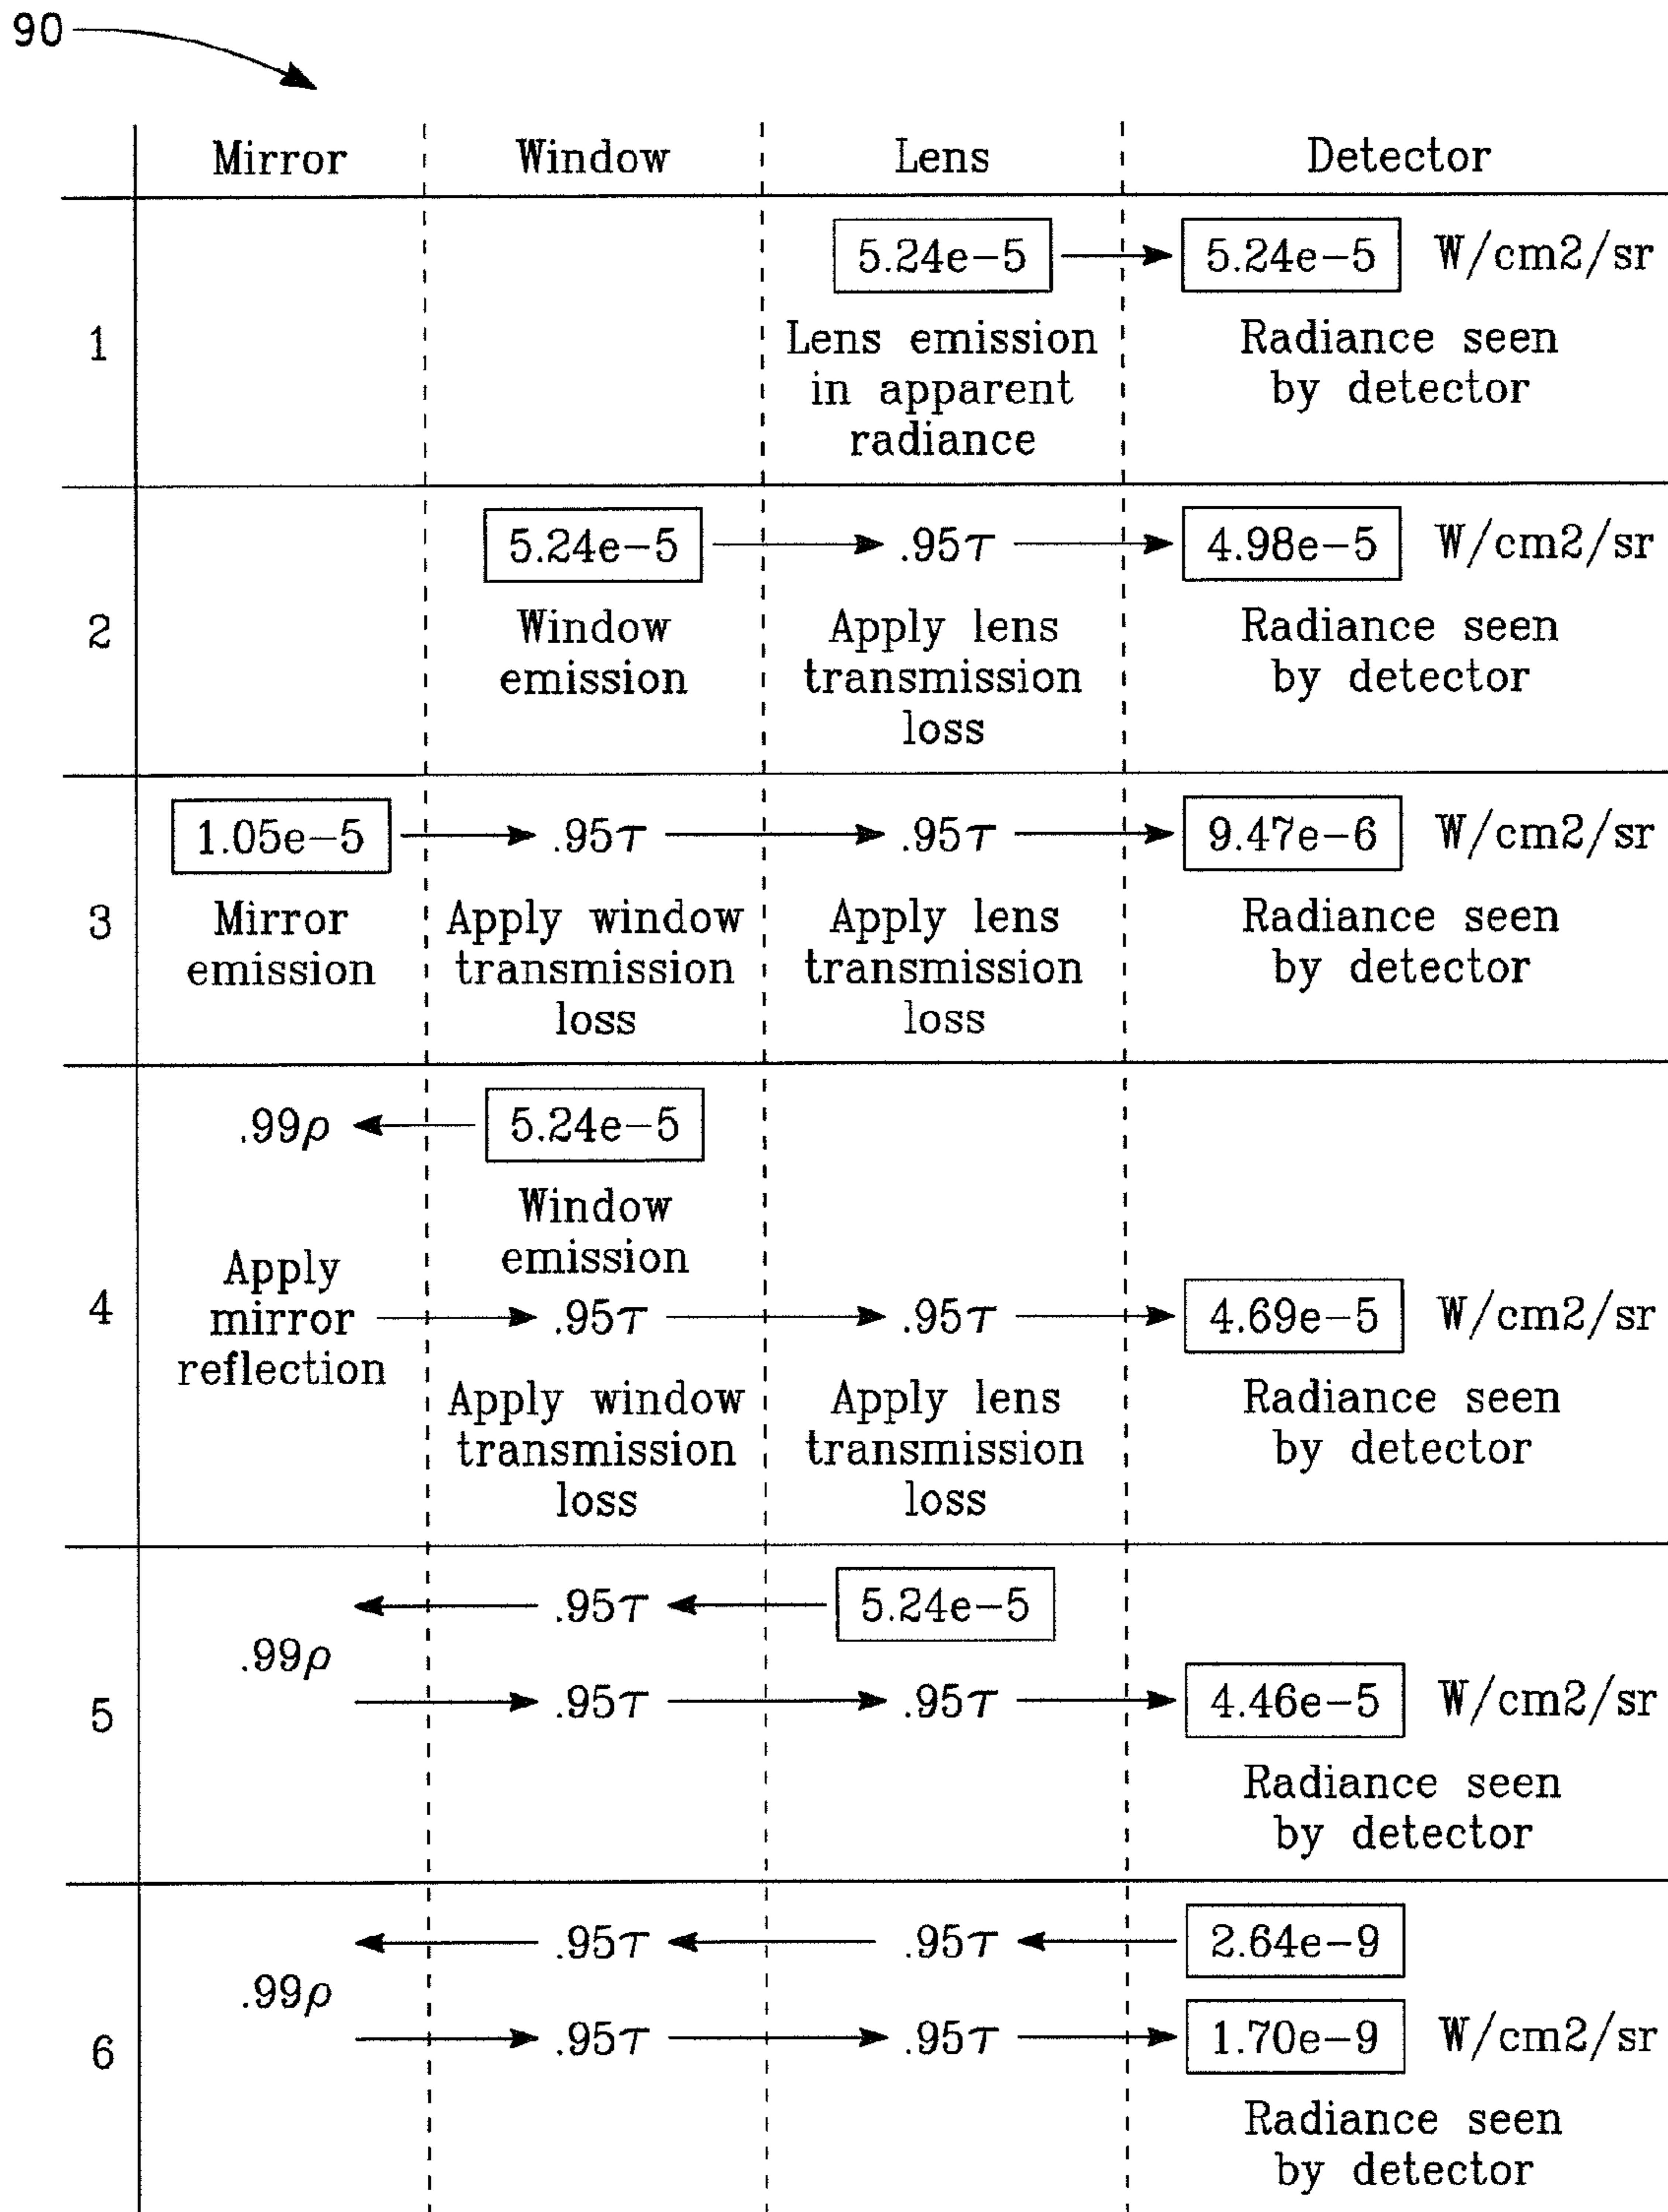 90
Mirror Window Lens Detector
5.24e-5 5.24e-5 W/cm2/sr
1
Lens emission
in apparent
radiance
Radiance seen
by detector
5.24e-5 .95τ 4.98e-5 W/cm2/sr
2
Window
emission
Apply lens
transmission
loss
Radiance seen
by detector
1.05e-5 .95τ .95τ 9.47e-6 W/cm2/sr
3
Mirror
emission
Apply window
transmission
loss
Apply lens
transmission
loss
Radiance seen
by detector
.99ρ 5.24e-5
Window
emission
4
Apply
mirror
reflection
.95τ .95τ 4.69e-5 W/cm2/sr
Apply window
transmission
loss
Apply lens
transmission
loss
Radiance seen
by detector
.95τ 5.24e-5
.99ρ
5
.95τ .95τ 4.46e-5 W/cm2/sr
Radiance seen
by detector
.95τ .95τ 2.64e-9
.99ρ
6
.95τ .95τ 1.70e-9 W/cm2/sr
Radiance seen
by detector